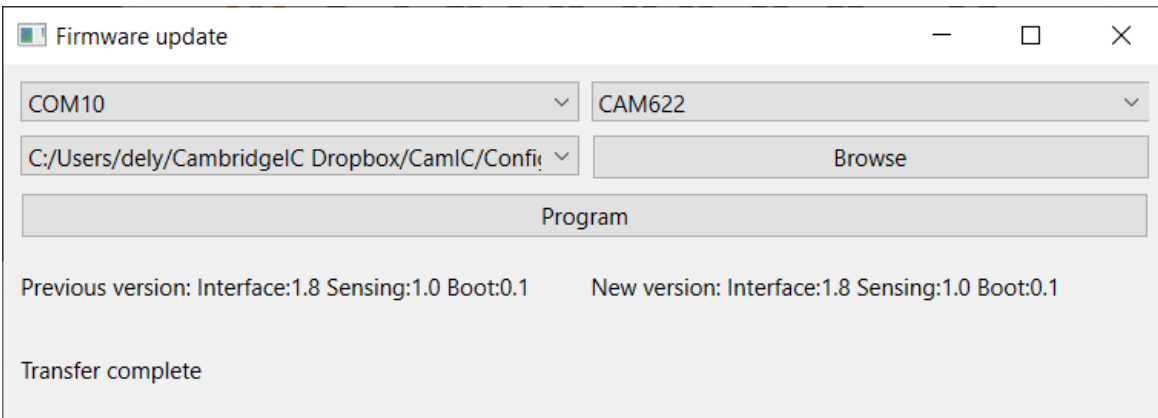 Firmware update
COM10 CAM622
C:/Users/dely/CambridgeIC Dropbox/CamIC/Config Browse
Program
Previous version: Interface:1.8 Sensing:1.0 Boot:0.1 New version: Interface:1.8 Sensing:1.0 Boot:0.1
Transfer complete